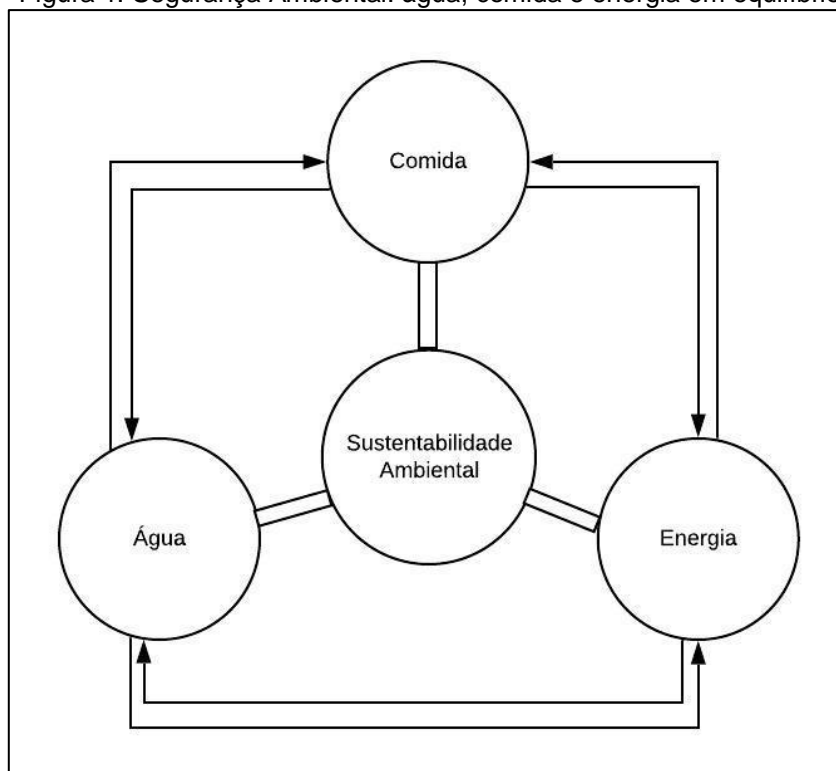 Figura 1. Segurança Ambiental: água, comida e energia em equilíbrio
Comida
Sustentabilidade
Ambiental
Água
Energia